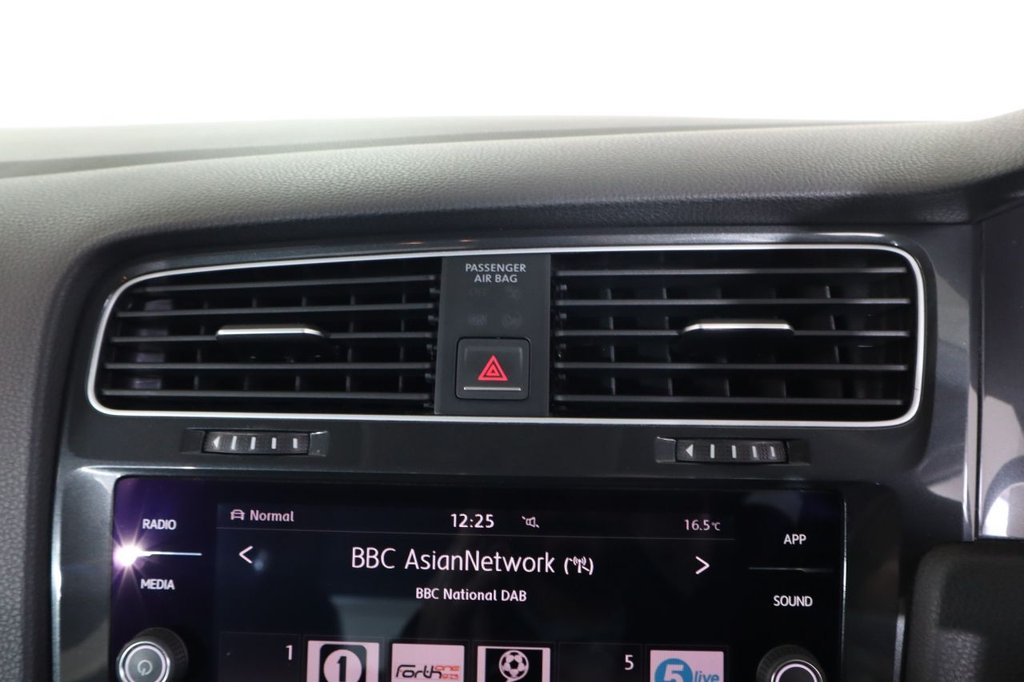 PASSENGER
AIR BAG
RADIO
MEDIA
Normal
12:25
16.5°C
BBC AsianNetwork
BBC National DAB
APP
SOUND
1
1
Forth one
5
5 live